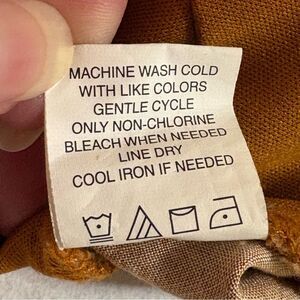 MACHINE WASH COLD
WITH LIKE COLORS
GENTLE CYCLE
ONLY NON-CHLORINE
BLEACH WHEN NEEDED
LINE DRY
COOL IRON IF NEEDED